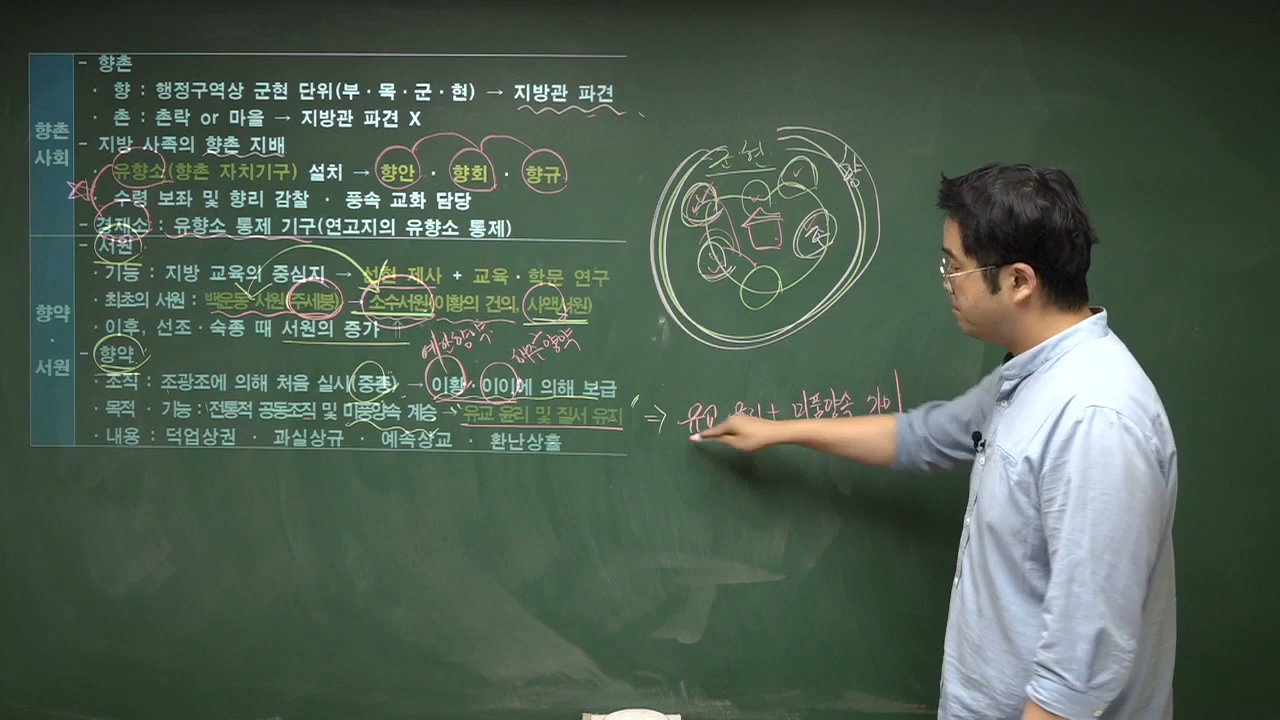 향촌
사회
- 향촌
· 향 : 행정구역상 군현 단위(부·목·군·현) → 지방관 파견
· 촌 : 촌락 or 마을 → 지방관 파견 X
- 지방 사족의 향촌 지배
· 유향소(향촌 자치기구) 설치 → 향안 · 향회 · 향규
수령 보좌 및 향리 감찰 · 풍속 교화 담당
- 경재소 : 유향소 통제 기구(연고지의 유향소 통제)
향약
·
서원
- 서원
· 기능 : 지방 교육의 중심지 → 선현 제사 + 교육·학문 연구
· 최초의 서원 : 백운동 서원(주세붕) → 소수서원(이황의 건의, 사액서원)
· 이후, 선조·숙종 때 서원의 증가
예안향약 해주향약
- 향약
· 조직 : 조광조에 의해 처음 실시(중종) → 이황·이이에 의해 보급
· 목적 · 기능 : 전통적 공동조직 및 미풍양속 계승 → 유교 윤리 및 질서 유지
· 내용 : 덕업상권 · 과실상규 · 예속상교 · 환난상휼
군·현
촌
⇒ 유교 윤리 + 미풍양속